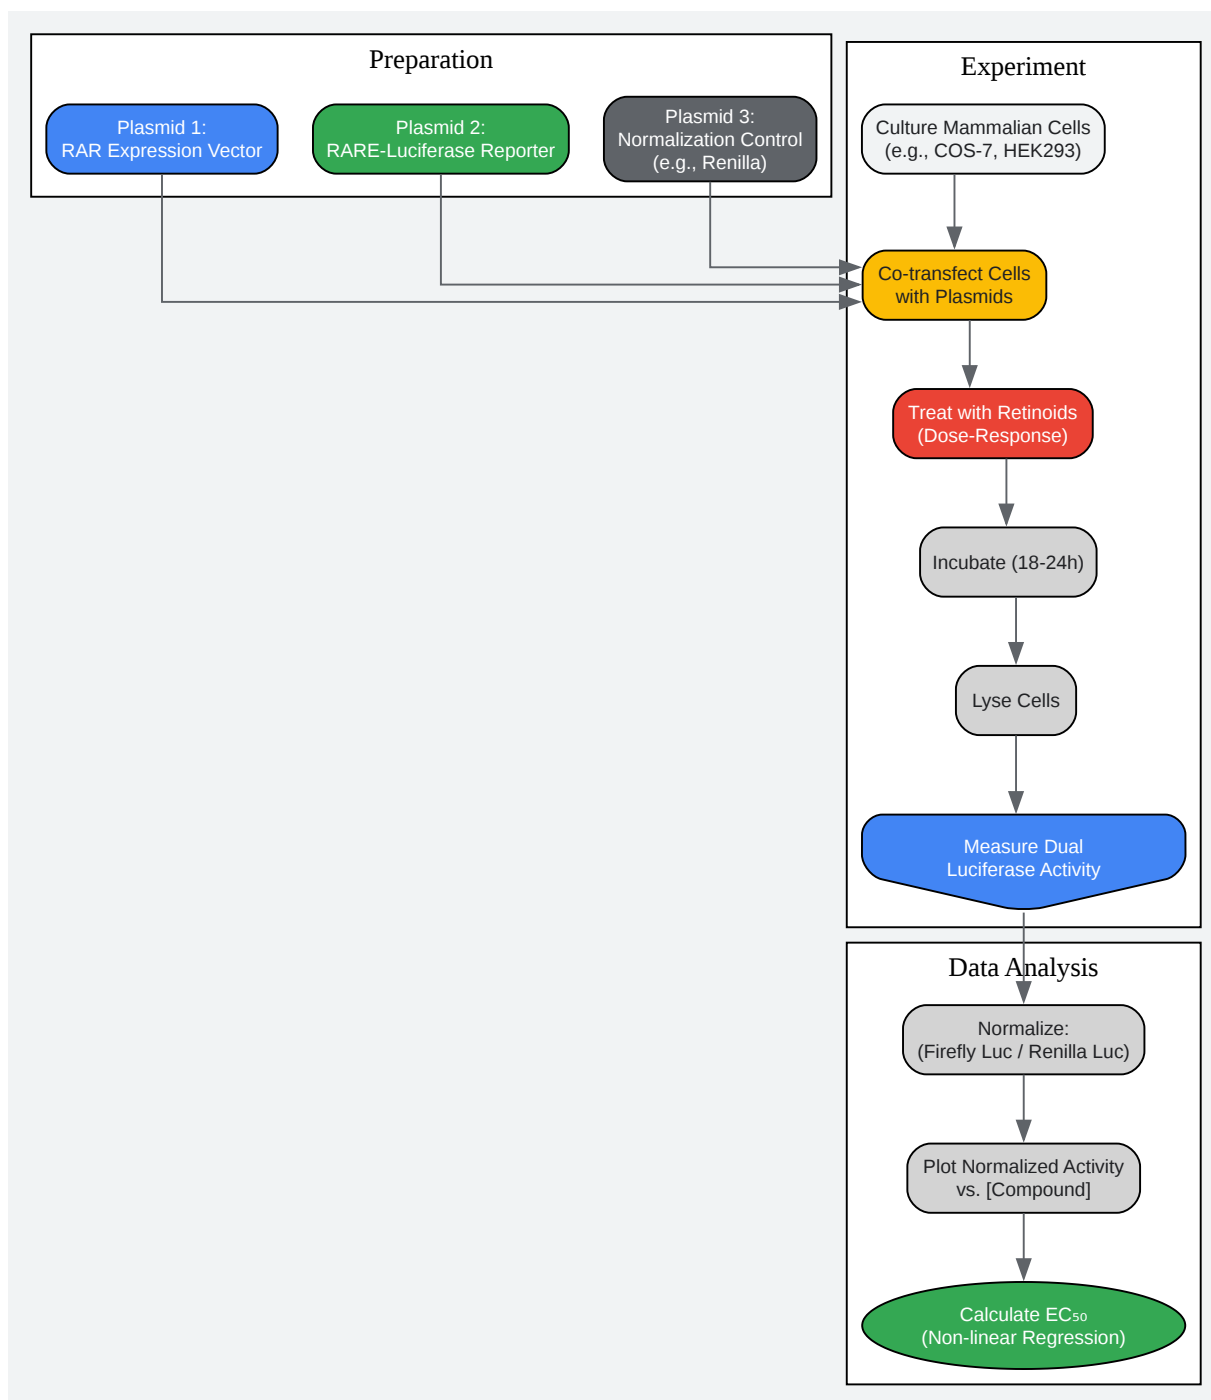 Preparation
Plasmid 1:
RAR Expression Vector
Plasmid 2:
RARE-Luciferase Reporter
Plasmid 3:
Normalization Control
(e.g., Renilla)
Experiment
Culture Mammalian Cells
(e.g., COS-7, HEK293)
Co-transfect Cells
with Plasmids
Treat with Retinoids
(Dose-Response)
Incubate (18-24h)
Lyse Cells
Measure Dual
Luciferase Activity
Data Analysis
Normalize:
(Firefly Luc / Renilla Luc)
Plot Normalized Activity
vs. [Compound]
Calculate EC₅₀
(Non-linear Regression)